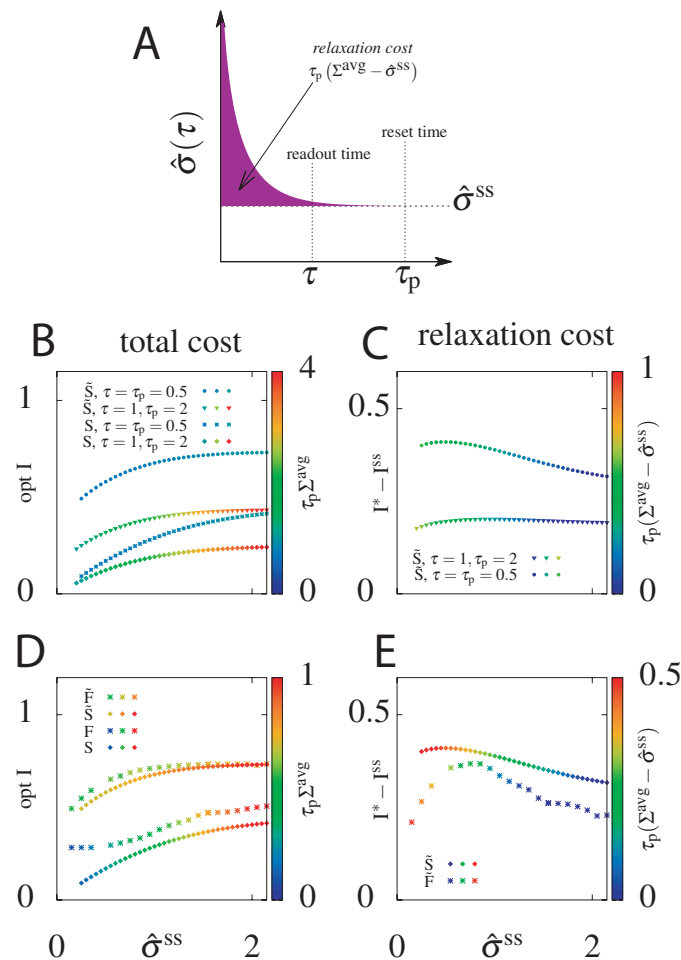 A
relaxation cost
τp (Σavg − σ̂ss)
σ̂(τ)
readout time
reset time
σ̂ss
τ
τp
total cost
relaxation cost
B
1
opt I
0
S̃, τ = τp = 0.5
S̃, τ = 1, τp = 2
S, τ = τp = 0.5
S, τ = 1, τp = 2
4
τpΣavg
0
C
0.5
I* − Iss
0
S̃, τ = 1, τp = 2
S̃, τ = τp = 0.5
1
τp(Σavg − σ̂ss)
0
D
1
opt I
0
F̃
S̃
F
S
1
τpΣavg
0
0
σ̂ss
2
E
0.5
I* − Iss
0
S̃
F̃
0.5
τp(Σavg − σ̂ss)
0
0
σ̂ss
2